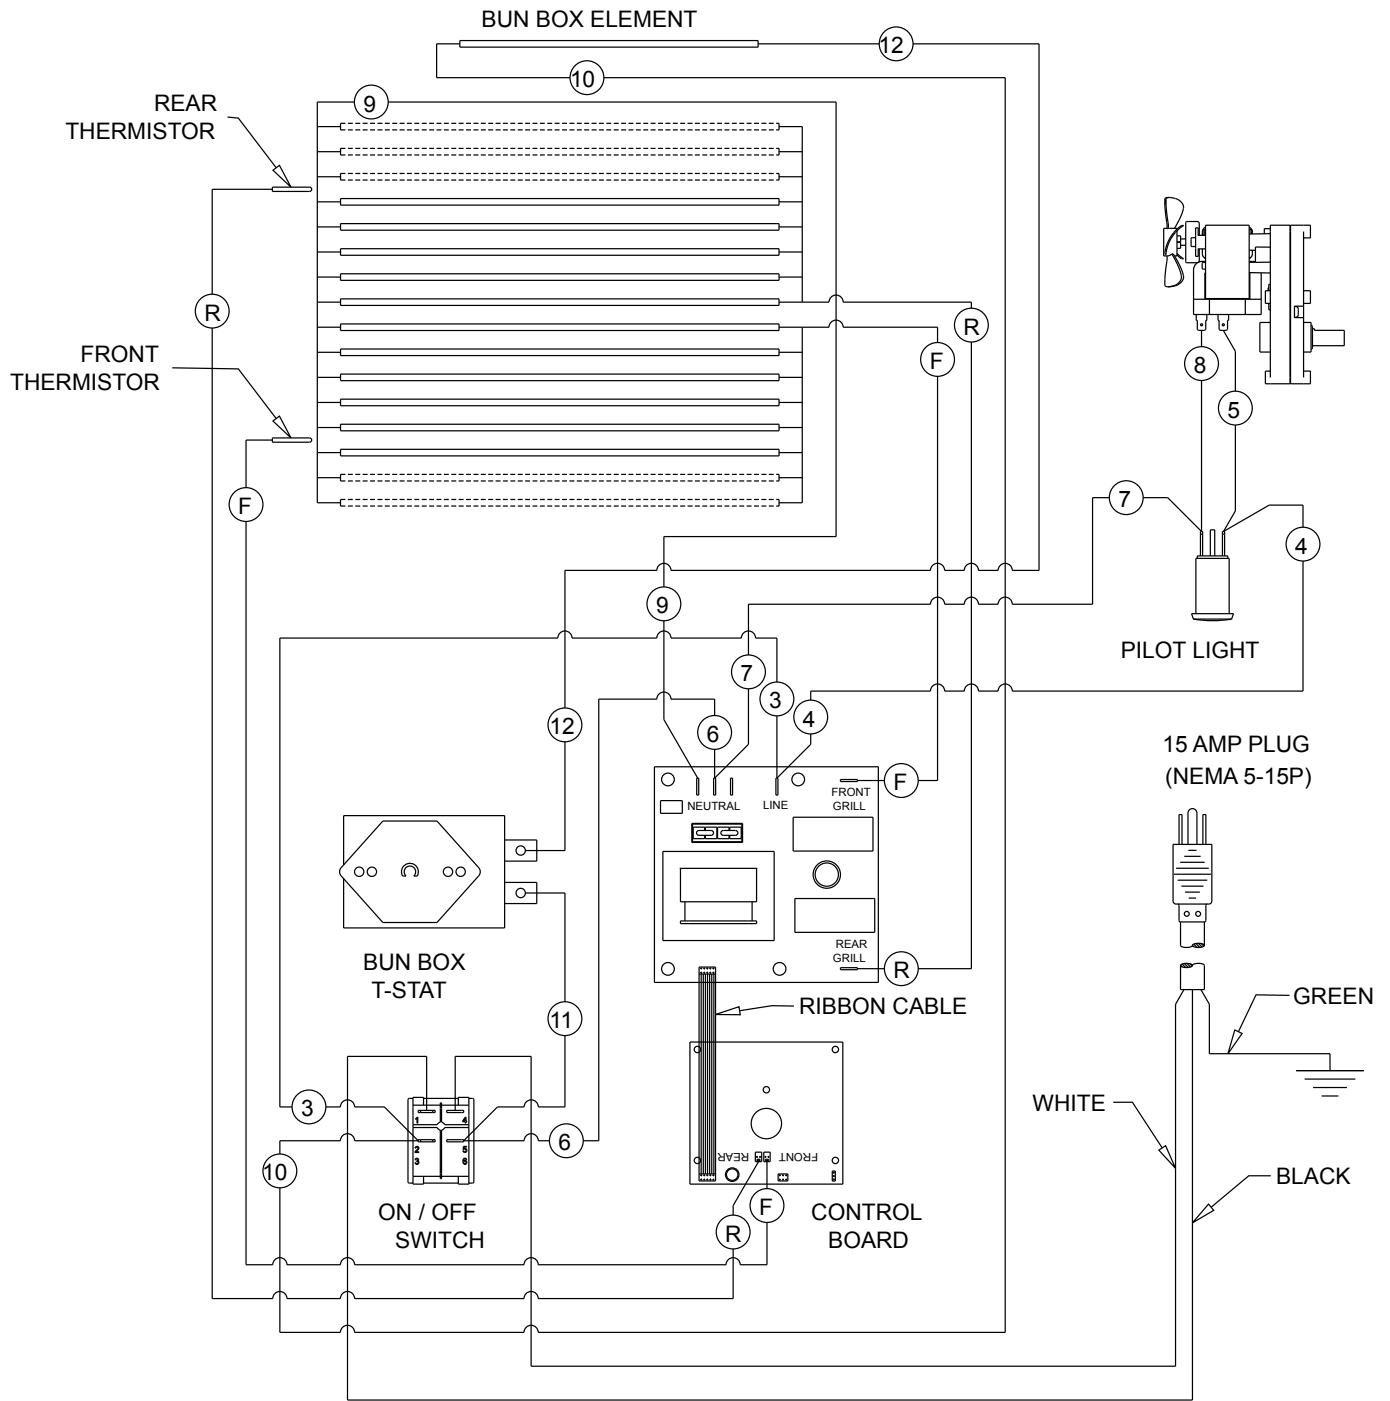 BUN BOX ELEMENT
12
10
9
REAR
THERMISTOR
R
R
FRONT
THERMISTOR
F
F
8
5
7
4
9
PILOT LIGHT
7
3
4
12
6
15 AMP PLUG
(NEMA 5-15P)
F
FRONT
GRILL
NEUTRAL
LINE
REAR
GRILL
R
BUN BOX
T-STAT
RIBBON CABLE
11
GREEN
WHITE
3
1
4
2
5
3
6
6
10
REAR
FRONT
BLACK
ON / OFF
SWITCH
F
R
CONTROL
BOARD